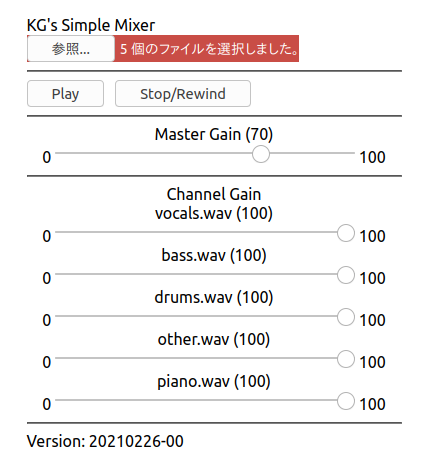 KG's Simple Mixer
参照... 5 個のファイルを選択しました。
Play Stop/Rewind
Master Gain (70)
0 100
Channel Gain
vocals.wav (100)
0 100
bass.wav (100)
0 100
drums.wav (100)
0 100
other.wav (100)
0 100
piano.wav (100)
0 100
Version: 20210226-00